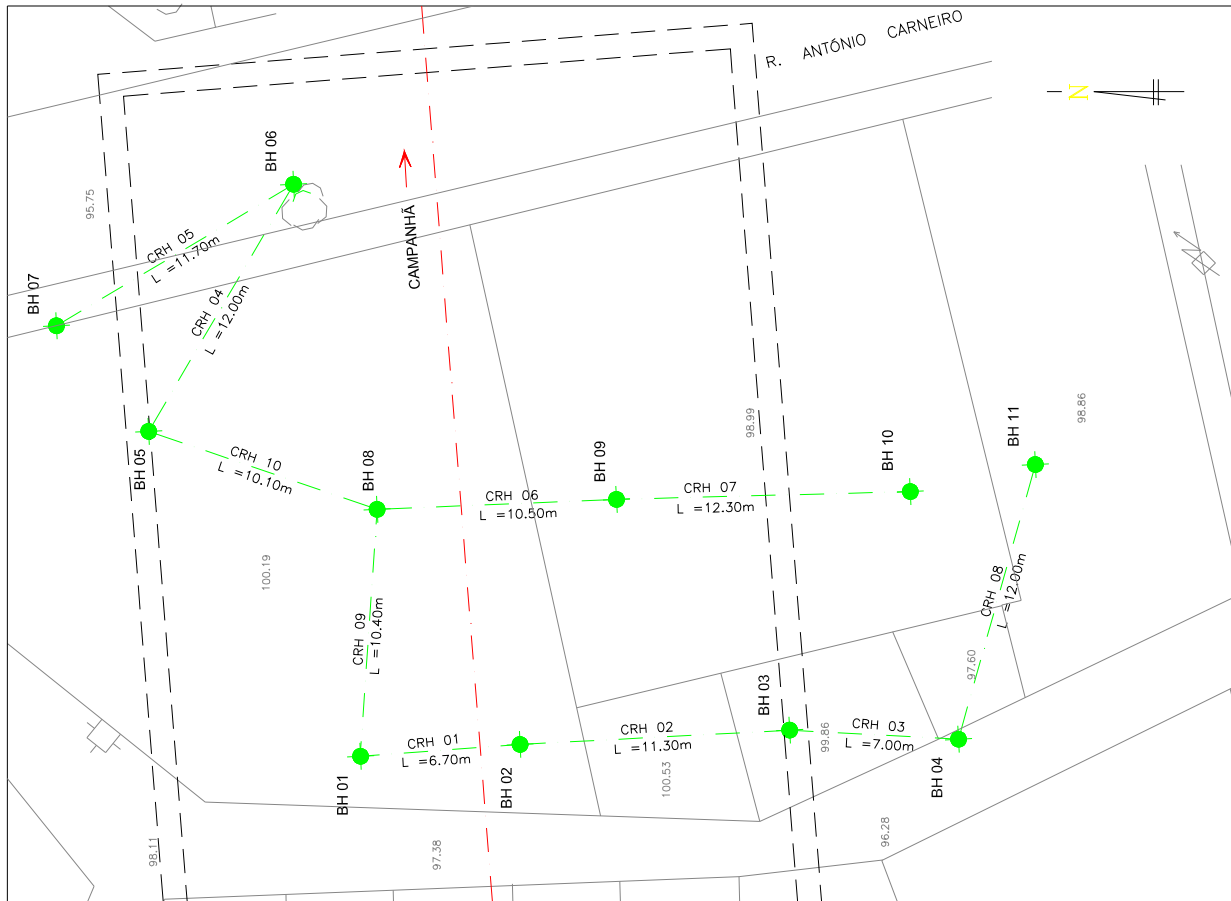 R. ANTÓNIO CARNEIRO
N
BH 06
95.75
CRH 05
L =11.70m
CAMPANHÃ
BH 07
CRH 04
L =12.00m
BH 05
CRH 10
L =10.10m
BH 08
CRH 06
L =10.50m
BH 09
CRH 07
L =12.30m
98.99
BH 10
BH 11
98.86
100.19
CRH 09
L =10.40m
CRH 08
L =12.00m
97.60
BH 01
CRH 01
L =6.70m
BH 02
CRH 02
L =11.30m
BH 03
99.86
CRH 03
L =7.00m
BH 04
100.53
98.11
97.38
96.28